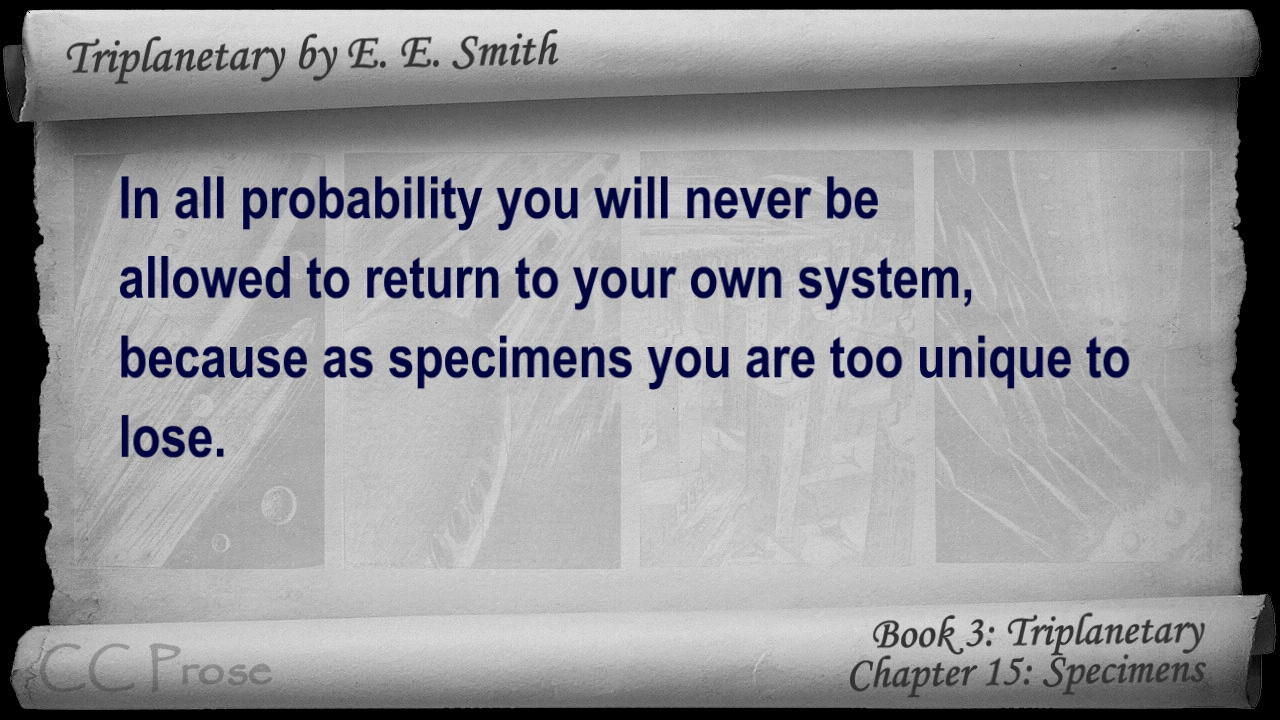 Triplanetary by E. E. Smith
In all probability you will never be
allowed to return to your own system,
because as specimens you are too unique to
lose.
Book 3: Triplanetary
Chapter 15: Specimens
CC Prose